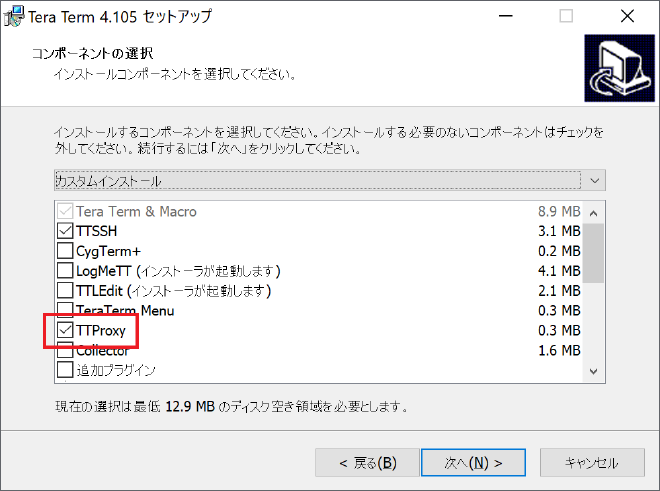 Tera Term 4.105 セットアップ
コンポーネントの選択
インストールコンポーネントを選択してください。
インストールするコンポーネントを選択してください。インストールする必要のないコンポーネントはチェックを
外してください。続行するには「次へ」をクリックしてください。
カスタムインストール
Tera Term & Macro 8.9 MB
TTSSH 3.1 MB
CygTerm+ 0.2 MB
LogMeTT (インストーラが起動します) 4.1 MB
TTLEdit (インストーラが起動します) 2.1 MB
TeraTerm Menu 0.3 MB
TTProxy 0.3 MB
Collector 1.6 MB
追加プラグイン
現在の選択は最低 12.9 MB のディスク空き領域を必要とします。
< 戻る(B) 次へ(N) > キャンセル